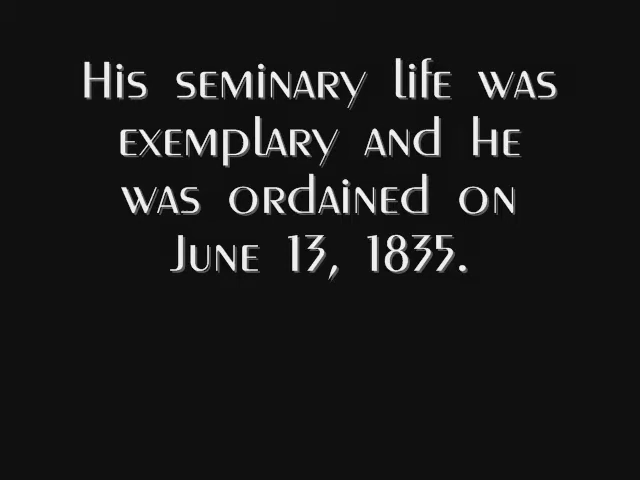 His seminary life was
exemplary and he
was ordained on
June 13, 1835.